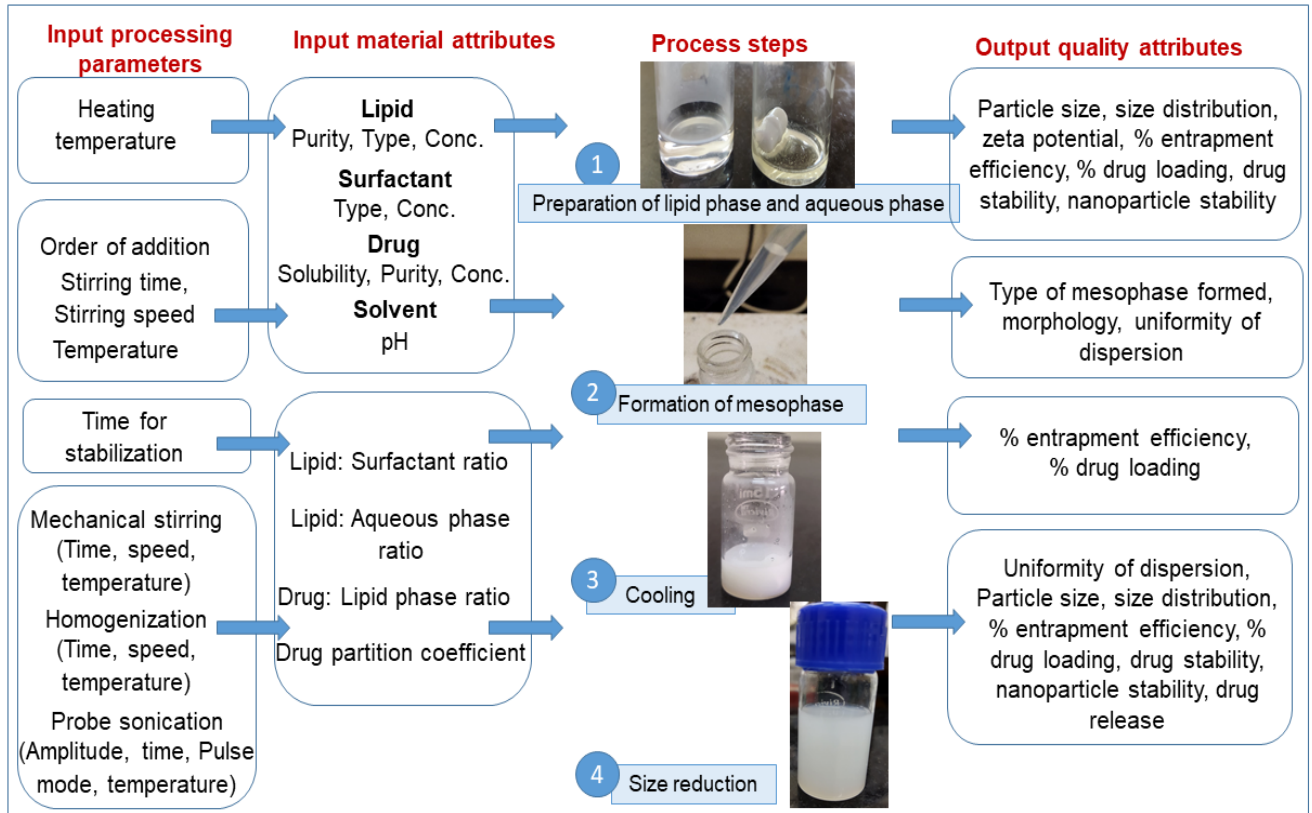 Input processing
parameters
Input material attributes
Process steps
Output quality attributes
Heating
temperature
Order of addition
Stirring time,
Stirring speed
Temperature
Time for
stabilization
Mechanical stirring
(Time, speed,
temperature)
Homogenization
(Time, speed,
temperature)
Probe sonication
(Amplitude, time, Pulse
mode, temperature)
Lipid
Purity, Type, Conc.
Surfactant
Type, Conc.
Drug
Solubility, Purity, Conc.
Solvent
pH
Lipid: Surfactant ratio
Lipid: Aqueous phase
ratio
Drug: Lipid phase ratio
Drug partition coefficient
1
Preparation of lipid phase and aqueous phase
2
Formation of mesophase
3
Cooling
4
Size reduction
Particle size, size distribution,
zeta potential, % entrapment
efficiency, % drug loading, drug
stability, nanoparticle stability
Type of mesophase formed,
morphology, uniformity of
dispersion
% entrapment efficiency,
% drug loading
Uniformity of dispersion,
Particle size, size distribution,
% entrapment efficiency, %
drug loading, drug stability,
nanoparticle stability, drug
release